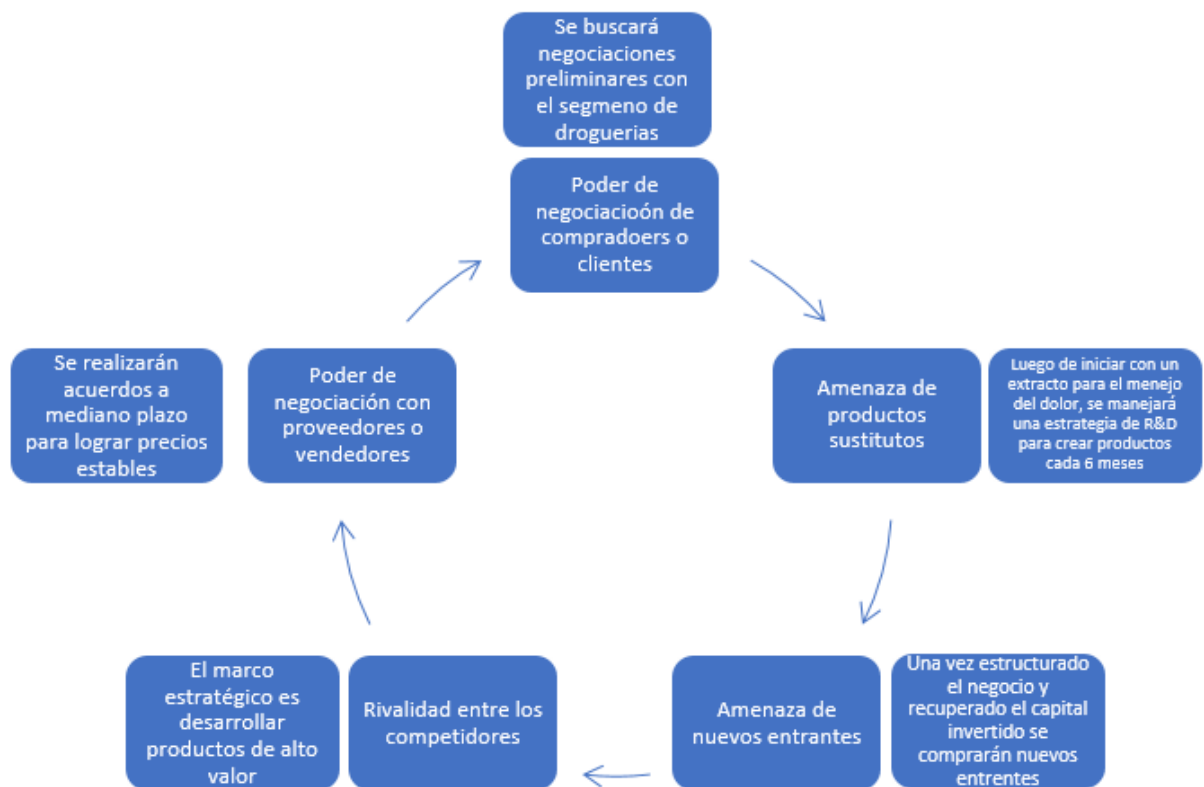 Se buscará
negociaciones
preliminares con
el segmeno de
droguerias
Poder de
negociacioón de
compradoers o
clientes
Se realizarán
acuerdos a
mediano plazo
para lograr precios
estables
Poder de
negociación con
proveedores o
vendedores
Amenaza de
productos
sustitutos
Luego de iniciar con un
extracto para el menejo
del dolor, se manejará
una estrategia de R&D
para crear productos
cada 6 meses
El marco
estratégico es
desarrollar
productos de alto
valor
Rivalidad entre los
competidores
Amenaza de
nuevos entrantes
Una vez estructurado
el negocio y
recuperado el capital
invertido se
comprarán nuevos
entrentes